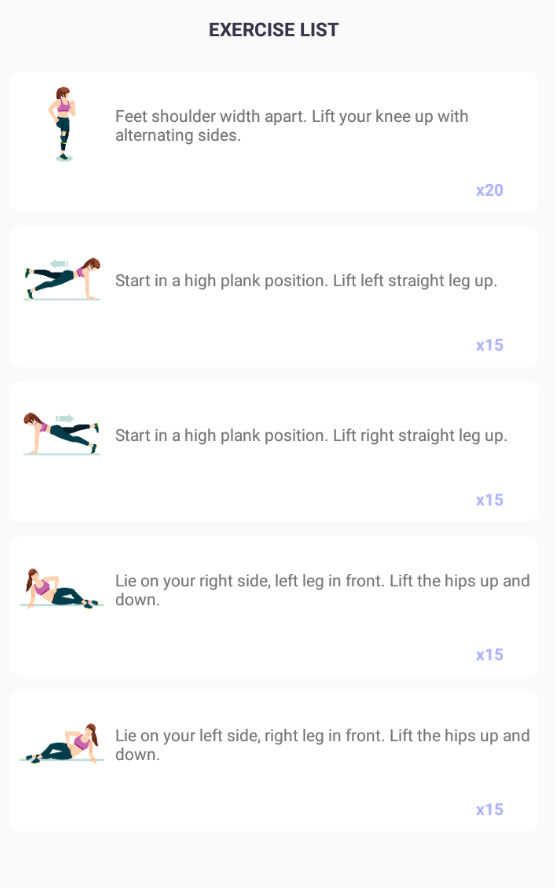 EXERCISE LIST
Feet shoulder width apart. Lift your knee up with
alternating sides.
x20
Start in a high plank position. Lift left straight leg up.
x15
Start in a high plank position. Lift right straight leg up.
x15
Lie on your right side, left leg in front. Lift the hips up and
down.
x15
Lie on your left side, right leg in front. Lift the hips up and
down.
x15